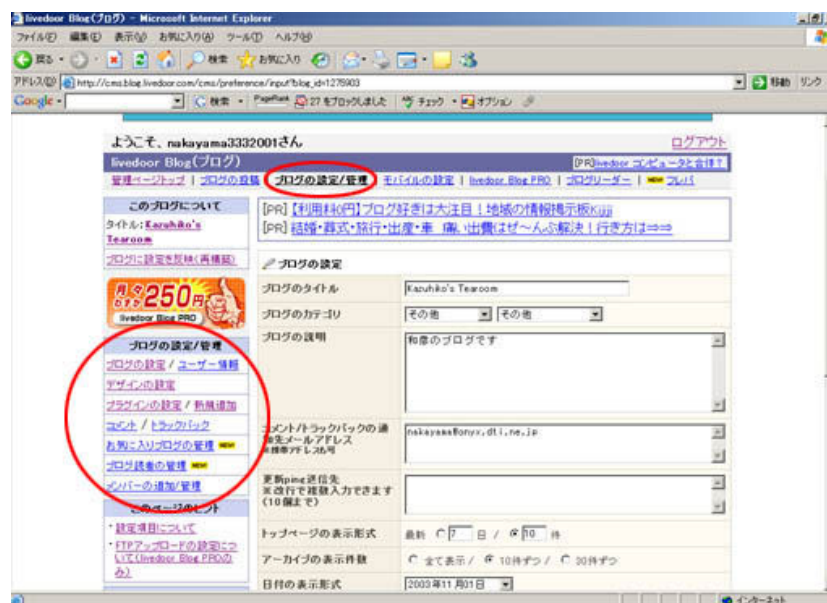 livedoor Blog(ブログ) - Microsoft Internet Explorer
ファイル(F) 編集(E) 表示(V) お気に入り(A) ツール(T) ヘルプ(H)
戻る 検索 お気に入り
アドレス(D) http://cms.blog.livedoor.com/cms/preference/input?blog_id=1275903 移動 リンク
Google 検索 PageRank 27 をブロックしました チェック オプション
ようこそ、nakayama3332001さん ログアウト
livedoor Blog(ブログ) [PR]livedoor コンピュータと合体?
管理ページトップ | ブログの投稿 | ブログの設定/管理 | モバイルの設定 | livedoor Blog PRO | ブログリーダー | NEW フレパ
このブログについて
タイトル:Kazuhiko's
Tearoom
ブログに設定を反映(再構築)
月々250円
livedoor Blog PRO
ブログの設定/管理
ブログの設定 / ユーザー情報
デザインの設定
プラグインの設定 / 新規追加
コメント / トラックバック
お気に入りブログの管理 NEW
ブログ読者の管理 NEW
メンバーの追加/管理
このページのヒント
・設定項目について
・FTPアップロードの設定につ
いて(livedoor Blog PROの
み)
[PR]【利用料0円】ブログ好きは大注目!地域の情報掲示板Kijiji
[PR] 結婚・葬式・旅行・出産・車 痛い出費はぜ~んぶ解決!行き方は⇒⇒
ブログの設定
ブログのタイトル Kazuhiko's Tearoom
ブログのカテゴリ その他 その他
ブログの説明 和彦のブログです
コメント/トラックバックの通
知先メールアドレス nakayama@onyx.dti.ne.jp
※携帯アドレスも可
更新ping送信先
※改行で複数入力できます
(10個まで)
トップページの表示形式 最新 7 日 / 10 件
アーカイブの表示件数 全て表示 / 10件ずつ / 30件ずつ
日付の表示形式 2003年11月01日
インターネット